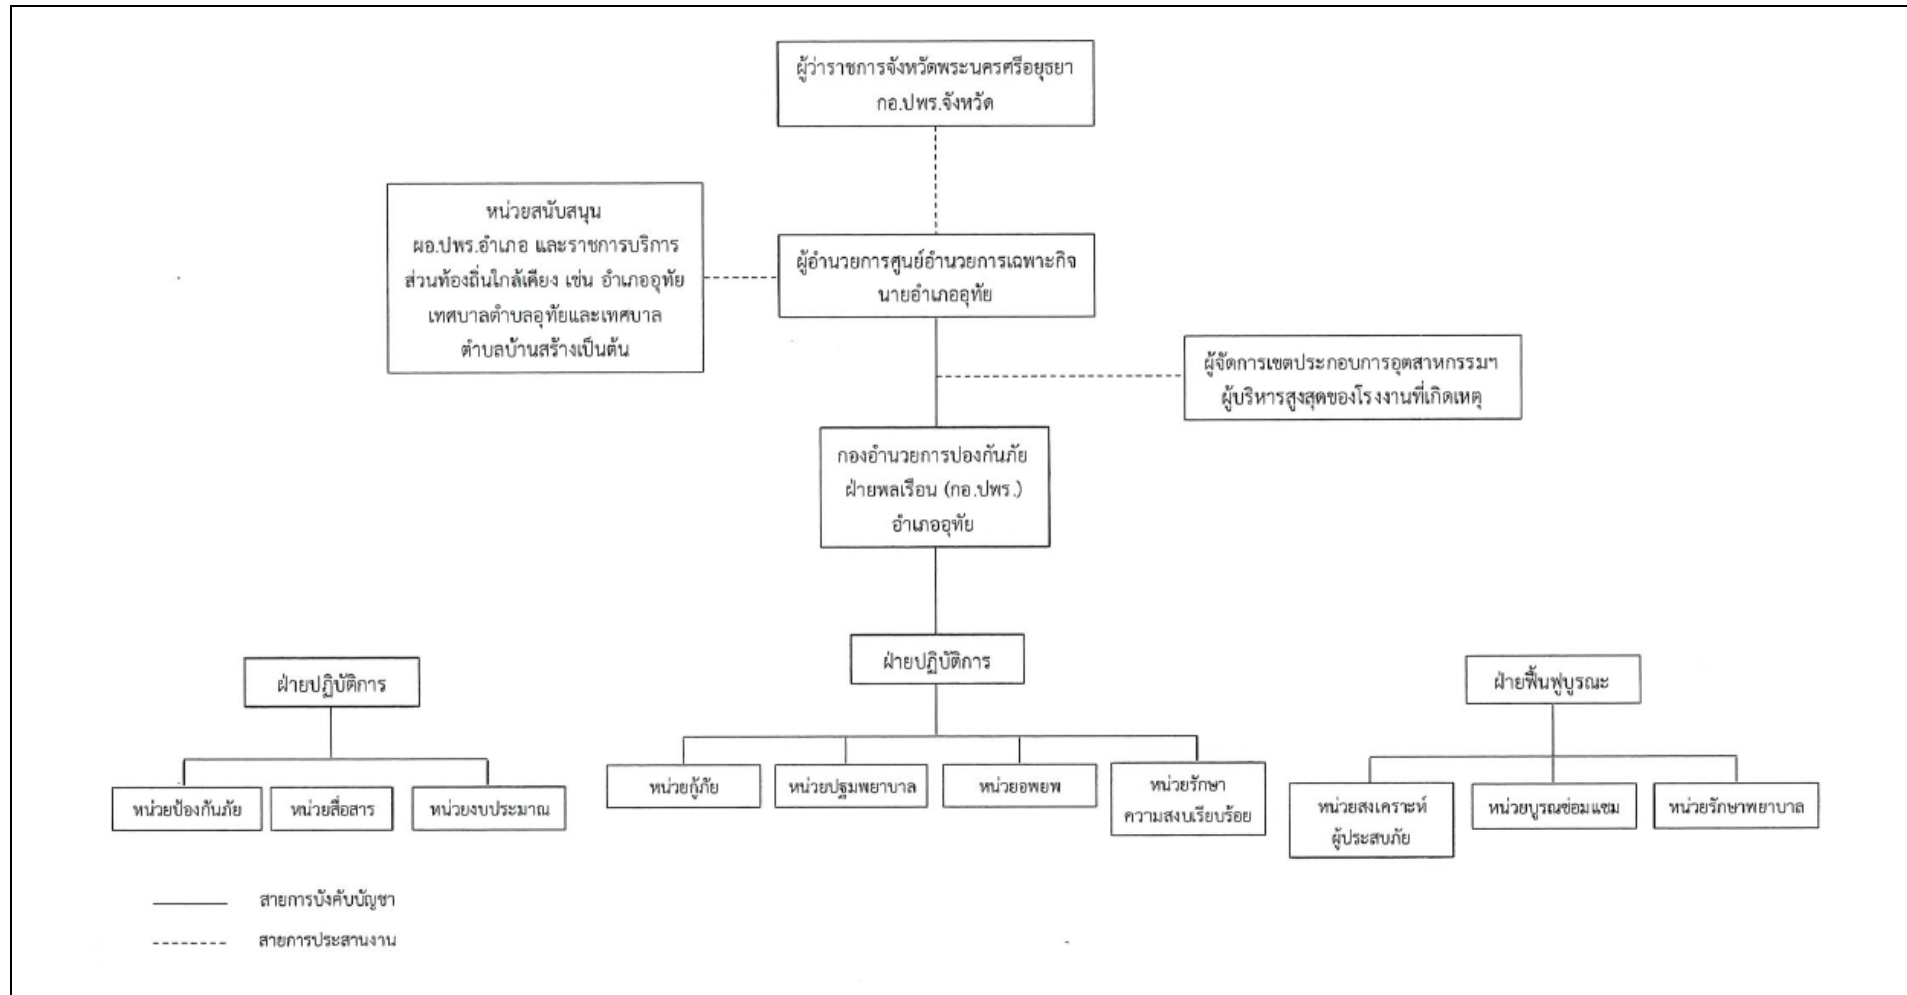 ผู้ว่าราชการจังหวัดพระนครศรีอยุธยา
กอ.ปพร.จังหวัด
หน่วยสนับสนุน
ผอ.ปพร.อำเภอ และราชการบริการ
ส่วนท้องถิ่นใกล้เคียง เช่น อำเภออุทัย
เทศบาลตำบลอุทัยและเทศบาล
ตำบลบ้านสร้างเป็นต้น
ผู้อำนวยการศูนย์อำนวยการเฉพาะกิจ
นายอำเภออุทัย
ผู้จัดการเขตประกอบการอุตสาหกรรมฯ
ผู้บริหารสูงสุดของโรงงานที่เกิดเหตุ
กองอำนวยการปองกันภัย
ฝ่ายพลเรือน (กอ.ปพร.)
อำเภออุทัย
ฝ่ายปฏิบัติการ
หน่วยป้องกันภัย
หน่วยสื่อสาร
หน่วยงบประมาณ
ฝ่ายปฏิบัติการ
หน่วยกู้ภัย
หน่วยปฐมพยาบาล
หน่วยอพยพ
หน่วยรักษา
ความสงบเรียบร้อย
ฝ่ายฟื้นฟูบูรณะ
หน่วยสงเคราะห์
ผู้ประสบภัย
หน่วยบูรณซ่อมแซม
หน่วยรักษาพยาบาล
สายการบังคับบัญชา
สายการประสานงาน